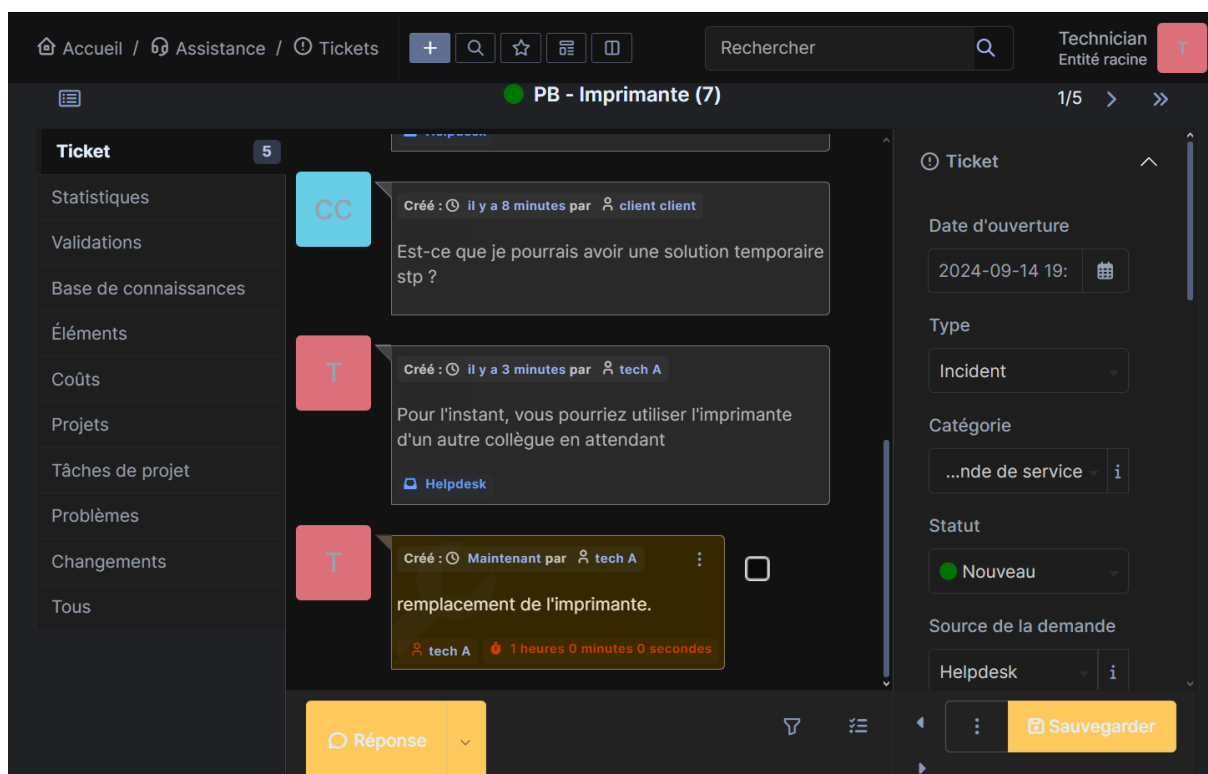 Accueil / Assistance / Tickets
Rechercher
Technician
Entité racine
T
PB - Imprimante (7)
1/5
Ticket 5
Statistiques
Validations
Base de connaissances
Éléments
Coûts
Projets
Tâches de projet
Problèmes
Changements
Tous
Helpdesk
CC
Créé : il y a 8 minutes par client client
Est-ce que je pourrais avoir une solution temporaire
stp ?
T
Créé : il y a 3 minutes par tech A
Pour l'instant, vous pourriez utiliser l'imprimante
d'un autre collègue en attendant
Helpdesk
T
Créé : Maintenant par tech A
remplacement de l'imprimante.
tech A 1 heures 0 minutes 0 secondes
Réponse
Ticket
Date d'ouverture
2024-09-14 19:
Type
Incident
Catégorie
...nde de service i
Statut
Nouveau
Source de la demande
Helpdesk i
Sauvegarder